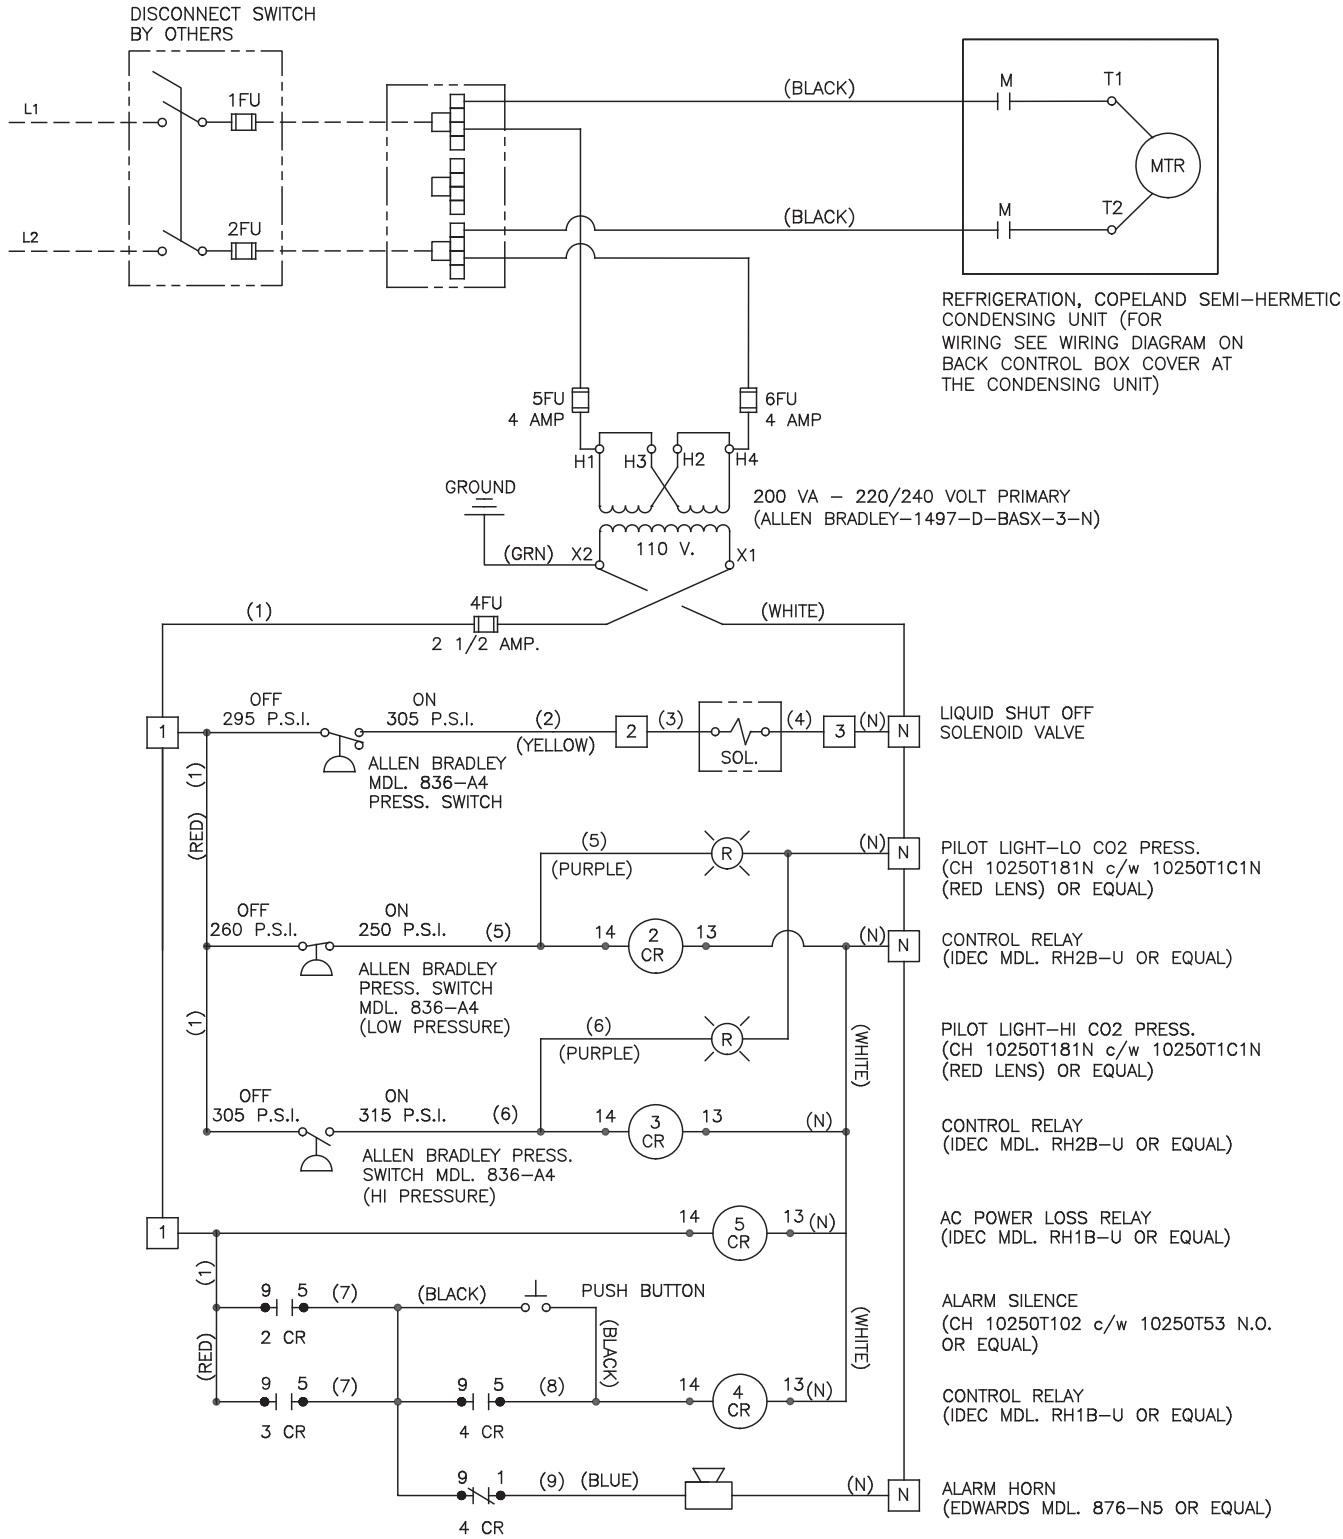 DISCONNECT SWITCH
BY OTHERS
L1
1FU
(BLACK)
M
T1
MTR
L2
2FU
(BLACK)
M
T2
REFRIGERATION, COPELAND SEMI-HERMETIC
CONDENSING UNIT (FOR
WIRING SEE WIRING DIAGRAM ON
BACK CONTROL BOX COVER AT
THE CONDENSING UNIT)
5FU
4 AMP
6FU
4 AMP
H1
H3
H2
H4
GROUND
200 VA - 220/240 VOLT PRIMARY
(ALLEN BRADLEY-1497-D-BASX-3-N)
(GRN)
X2
110 V.
X1
(1)
4FU
2 1/2 AMP.
(WHITE)
OFF
295 P.S.I.
ON
305 P.S.I.
1
(2)
(YELLOW)
2
(3)
SOL.
(4)
3
(N)
N
LIQUID SHUT OFF
SOLENOID VALVE
ALLEN BRADLEY
MDL. 836-A4
PRESS. SWITCH
(1)
(RED)
(5)
(PURPLE)
R
(N)
N
PILOT LIGHT-LO CO2 PRESS.
(CH 10250T181N c/w 10250T1C1N
(RED LENS) OR EQUAL)
OFF
260 P.S.I.
ON
250 P.S.I.
(5)
14
2
CR
13
(N)
N
CONTROL RELAY
(IDEC MDL. RH2B-U OR EQUAL)
ALLEN BRADLEY
PRESS. SWITCH
MDL. 836-A4
(LOW PRESSURE)
(1)
(6)
(PURPLE)
R
(WHITE)
PILOT LIGHT-HI CO2 PRESS.
(CH 10250T181N c/w 10250T1C1N
(RED LENS) OR EQUAL)
OFF
305 P.S.I.
ON
315 P.S.I.
(6)
14
3
CR
13
(N)
CONTROL RELAY
(IDEC MDL. RH2B-U OR EQUAL)
ALLEN BRADLEY PRESS.
SWITCH MDL. 836-A4
(HI PRESSURE)
1
14
5
CR
13
(N)
AC POWER LOSS RELAY
(IDEC MDL. RH1B-U OR EQUAL)
(1)
9
5
(7)
2 CR
(BLACK)
PUSH BUTTON
ALARM SILENCE
(CH 10250T102 c/w 10250T53 N.O.
OR EQUAL)
(RED)
(BLACK)
(WHITE)
9
5
(7)
3 CR
9
5
(8)
4 CR
14
4
CR
13
(N)
CONTROL RELAY
(IDEC MDL. RH1B-U OR EQUAL)
9
1
(9)
(BLUE)
4 CR
(N)
N
ALARM HORN
(EDWARDS MDL. 876-N5 OR EQUAL)